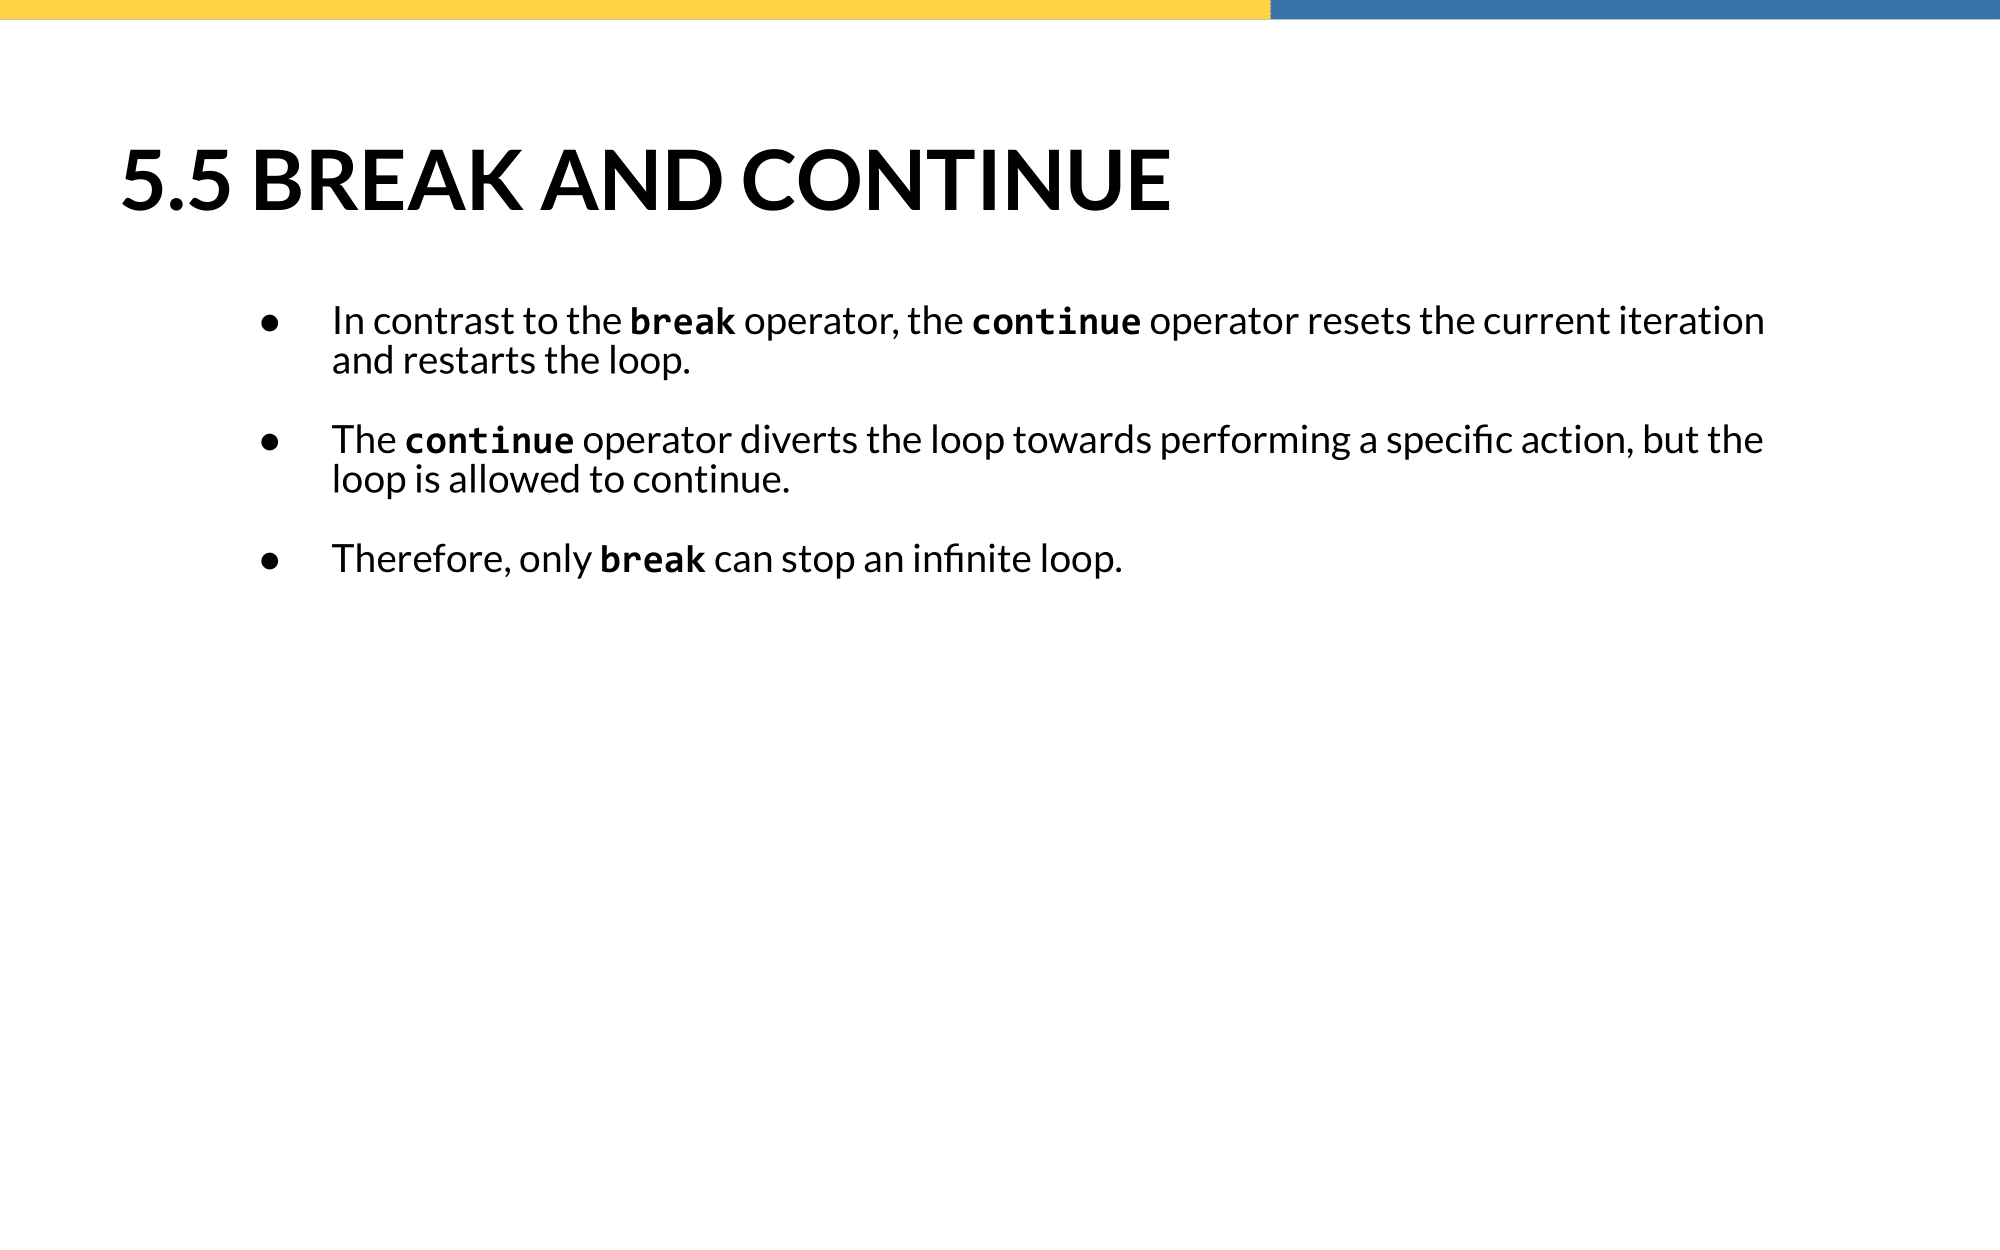 5.5 BREAK AND CONTINUE
● In contrast to the break operator, the continue operator resets the current iteration
and restarts the loop.
● The continue operator diverts the loop towards performing a specific action, but the
loop is allowed to continue.
● Therefore, only break can stop an infinite loop.